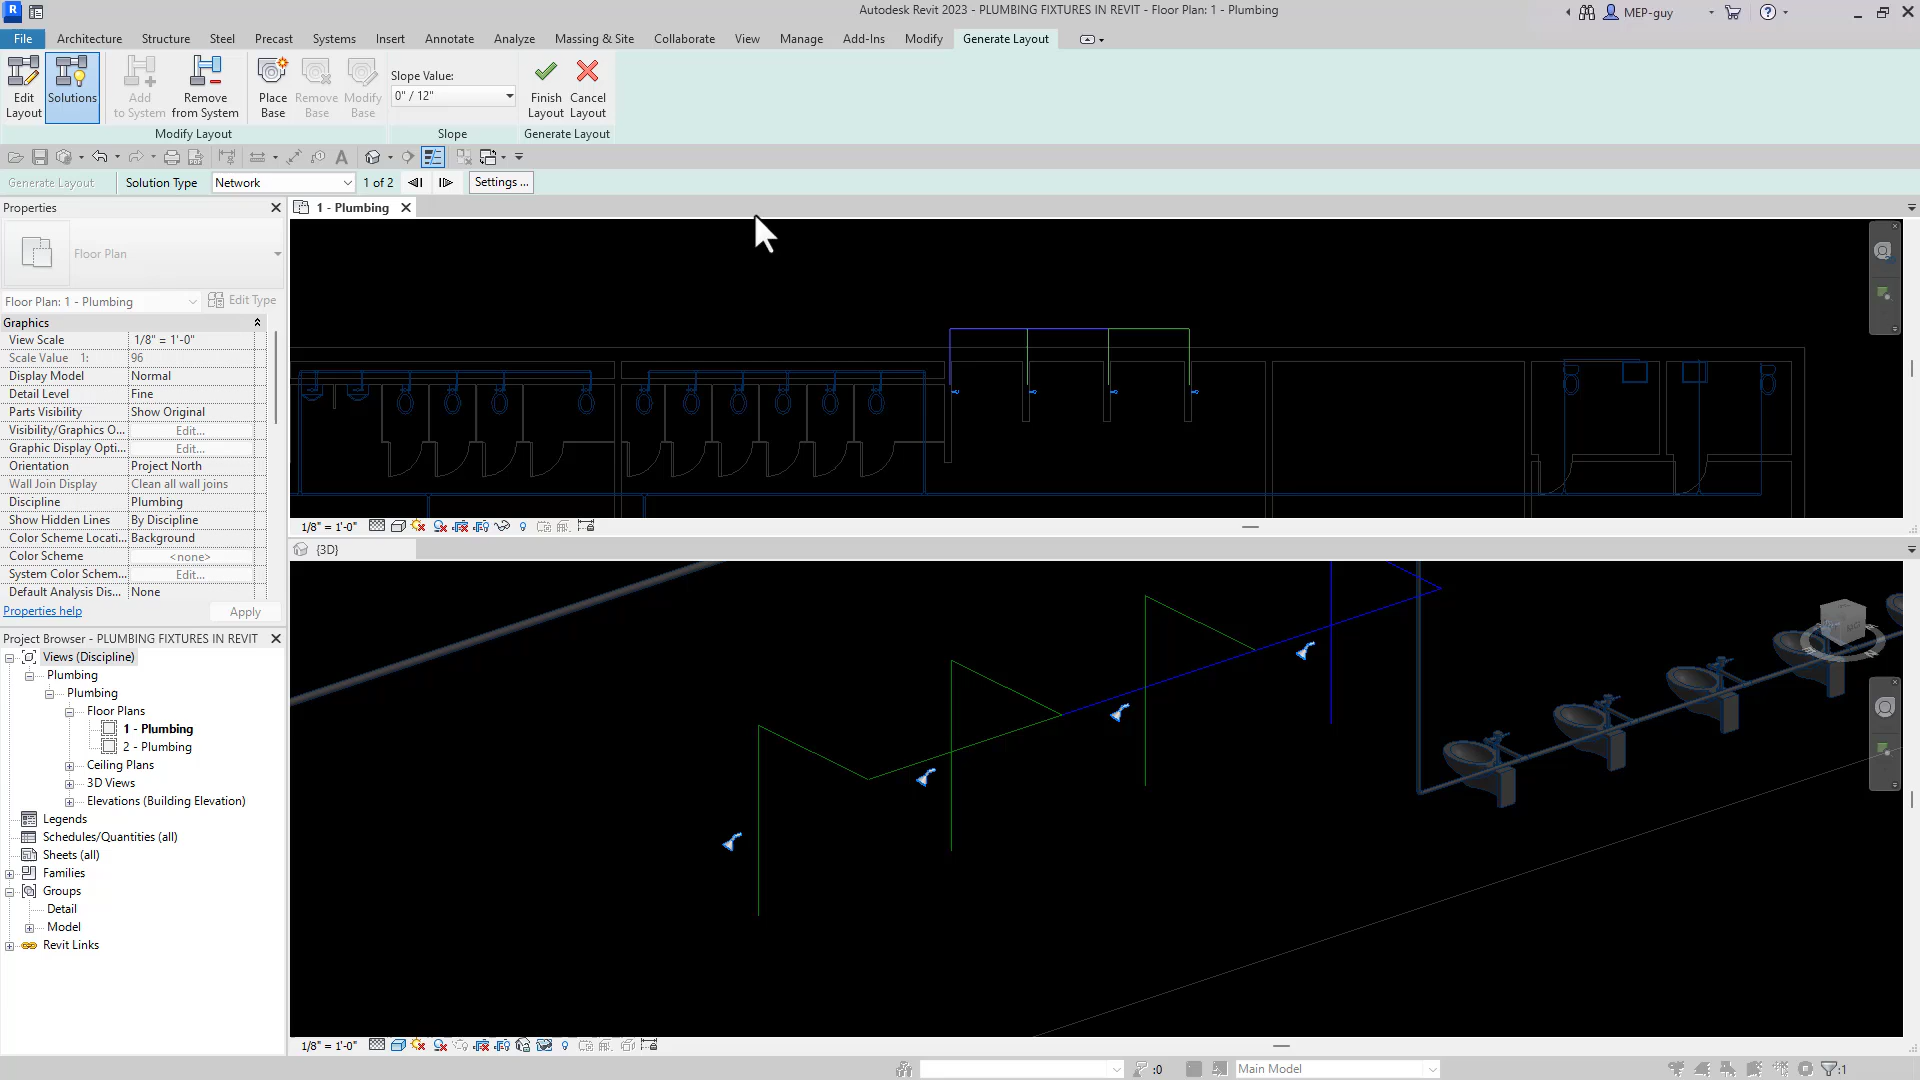 Autodesk Revit 2023 - PLUMBING FIXTURES IN REVIT - Floor Plan: 1 - Plumbing
MEP-guy
File Architecture Structure Steel Precast Systems Insert Annotate Analyze Massing & Site Collaborate View Manage Add-Ins Modify Generate Layout
Edit Layout
Solutions
Add to System
Remove from System
Place Base
Remove Base
Modify Base
Slope Value:
0" / 12"
Finish Layout
Cancel Layout
Modify Layout Slope Generate Layout
Generate Layout Solution Type Network 1 of 2 Settings ...
Properties
1 - Plumbing
Floor Plan
Floor Plan: 1 - Plumbing Edit Type
Graphics
View Scale 1/8" = 1'-0"
Scale Value 1: 96
Display Model Normal
Detail Level Fine
Parts Visibility Show Original
Visibility/Graphics O... Edit...
Graphic Display Opti... Edit...
Orientation Project North
Wall Join Display Clean all wall joins
Discipline Plumbing
Show Hidden Lines By Discipline
Color Scheme Locati... Background
Color Scheme <none>
System Color Schem... Edit...
Default Analysis Dis... None
Properties help Apply
1/8" = 1'-0"
{3D}
Project Browser - PLUMBING FIXTURES IN REVIT
Views (Discipline)
Plumbing
Plumbing
Floor Plans
1 - Plumbing
2 - Plumbing
Ceiling Plans
3D Views
Elevations (Building Elevation)
Legends
Schedules/Quantities (all)
Sheets (all)
Families
Groups
Detail
Model
Revit Links
1/8" = 1'-0"
:0
Main Model
:1